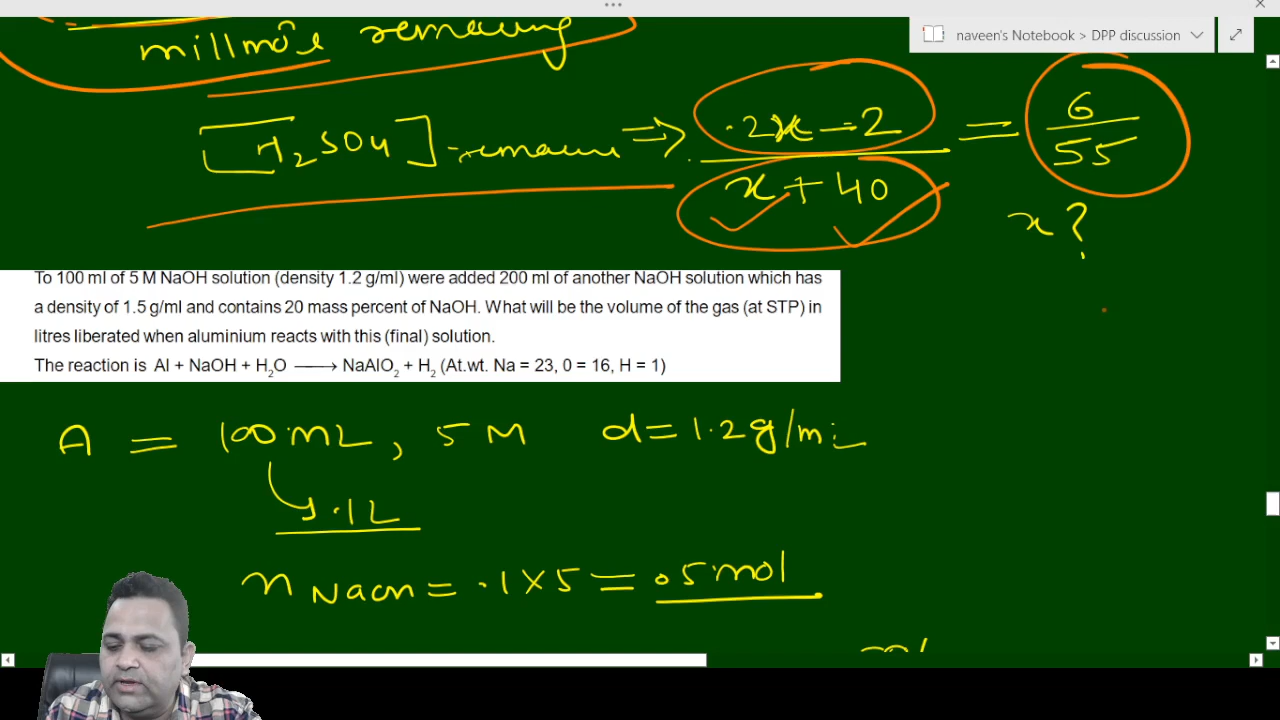 naveen's Notebook > DPP discussion
millmole remaining
[H₂SO₄] remains ⇒ .2x - 2 / x + 40 = 6 / 55
x?
To 100 ml of 5 M NaOH solution (density 1.2 g/ml) were added 200 ml of another NaOH solution which has
a density of 1.5 g/ml and contains 20 mass percent of NaOH. What will be the volume of the gas (at STP) in
litres liberated when aluminium reacts with this (final) solution.
The reaction is Al + NaOH + H₂O ⟶ NaAlO₂ + H₂ (At.wt. Na = 23, 0 = 16, H = 1)
A = 100 mL, 5 M d = 1.2 g/mL
.1L
n NaOH = .1 × 5 = .5 mol